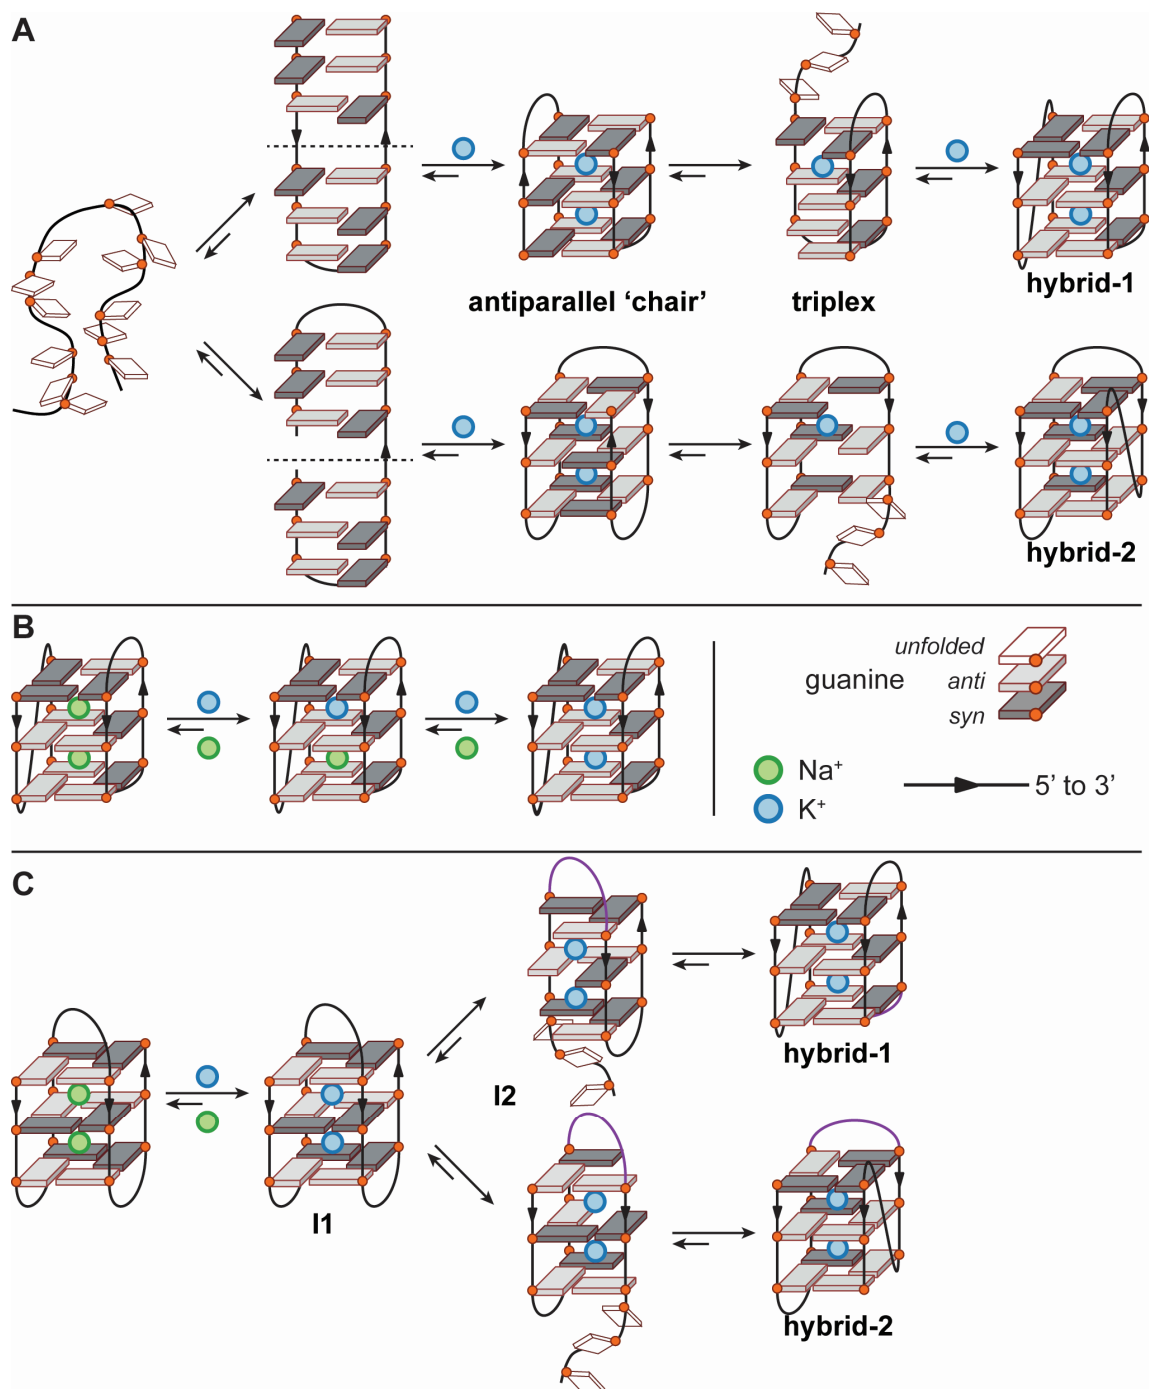 A
antiparallel ‘chair’
triplex
hybrid-1
hybrid-2
B
unfolded
guanine anti
syn
Na⁺
K⁺
5’ to 3’
C
I2
hybrid-1
I1
hybrid-2